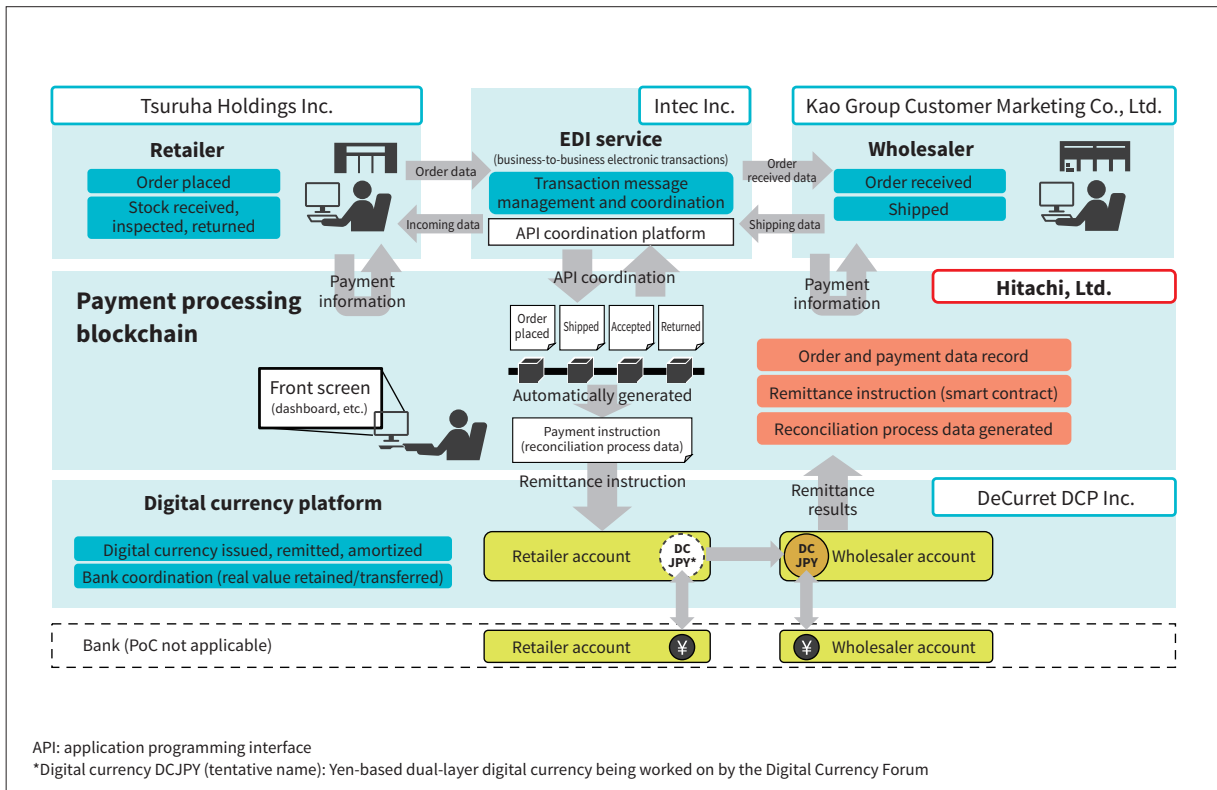 Tsuruha Holdings Inc.
Intec Inc.
Kao Group Customer Marketing Co., Ltd.
Retailer
Order placed
Stock received,
inspected, returned
Order data
Incoming data
EDI service
(business-to-business electronic transactions)
Transaction message
management and coordination
API coordination platform
Order
received data
Shipping data
Wholesaler
Order received
Shipped
Payment processing
blockchain
Payment
information
API coordination
Payment
information
Hitachi, Ltd.
Order
placed
Shipped
Accepted
Returned
Automatically generated
Front screen
(dashboard, etc.)
Payment instruction
(reconciliation process data)
Order and payment data record
Remittance instruction (smart contract)
Reconciliation process data generated
Remittance instruction
Remittance
results
Digital currency platform
DeCurret DCP Inc.
Digital currency issued, remitted, amortized
Bank coordination (real value retained/transferred)
Retailer account
DC
JPY*
DC
JPY
Wholesaler account
Bank (PoC not applicable)
Retailer account
¥
¥
Wholesaler account
API: application programming interface
*Digital currency DCJPY (tentative name): Yen-based dual-layer digital currency being worked on by the Digital Currency Forum